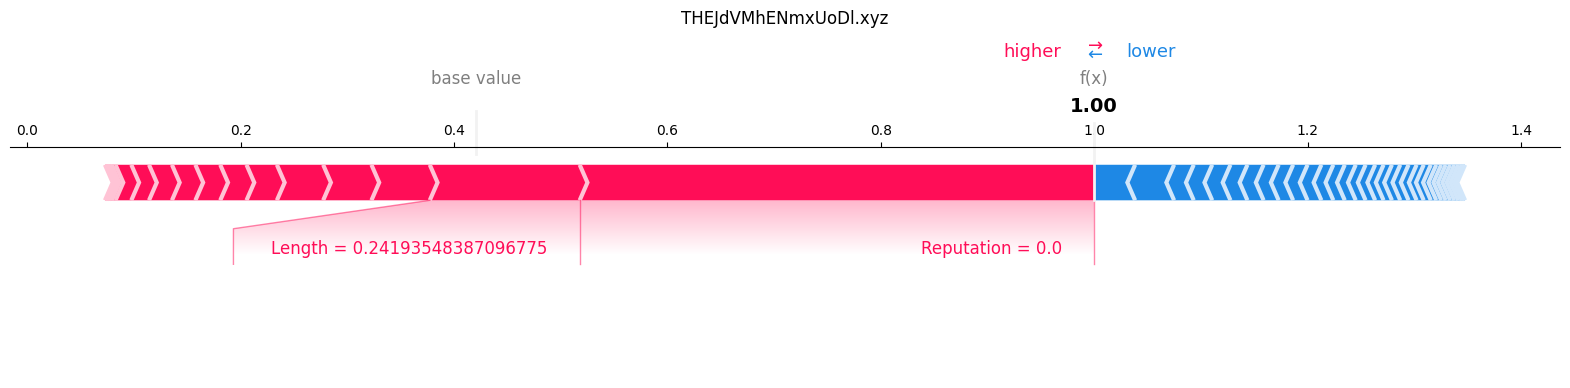 THEJdVMhENmxUoDl.xyz
higher ⇄ lower
base value f(x)
1.00
0.0 0.2 0.4 0.6 0.8 1 0 1.2 1.4
Length = 0.24193548387096775 Reputation = 0.0